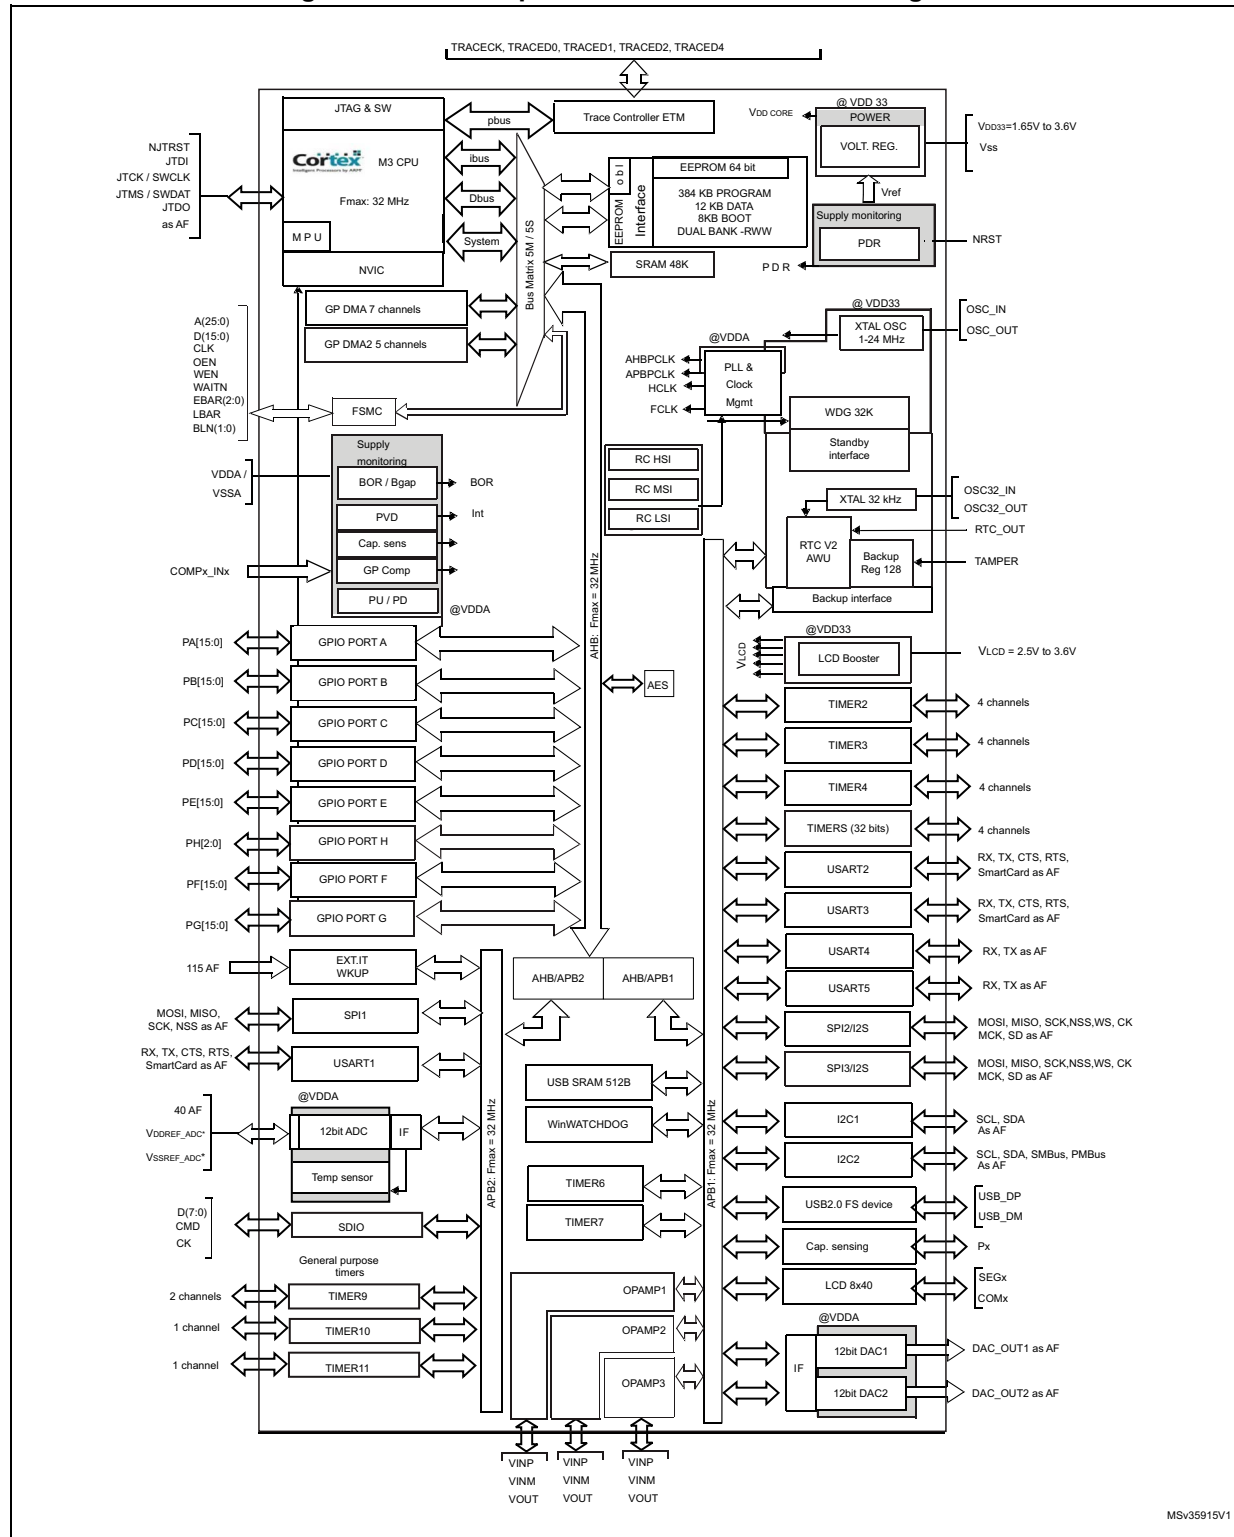 TRACECK, TRACED0, TRACED1, TRACED2, TRACED4
JTAG & SW
pbus
Trace Controller ETM
VDD CORE
@ VDD 33
POWER
VOLT. REG.
VDD33=1.65V to 3.6V
Vss
NJTRST
JTDI
JTCK / SWCLK
JTMS / SWDAT
JTDO
as AF
Cortex
Intelligent Processors by ARM®
M3 CPU
Fmax: 32 MHz
ibus
Dbus
System
M P U
NVIC
Bus Matrix 5M / 5S
EEPROM
o b l
Interface
EEPROM 64 bit
384 KB PROGRAM
12 KB DATA
8KB BOOT
DUAL BANK -RWW
SRAM 48K
Vref
Supply monitoring
PDR
P D R
NRST
GP DMA 7 channels
GP DMA2 5 channels
A(25:0)
D(15:0)
CLK
OEN
WEN
WAITN
EBAR(2:0)
LBAR
BLN(1:0)
FSMC
@VDDA
AHBPCLK
APBPCLK
HCLK
FCLK
PLL &
Clock
Mgmt
@ VDD33
XTAL OSC
1-24 MHz
OSC_IN
OSC_OUT
WDG 32K
Standby
interface
Supply
monitoring
VDDA /
VSSA
BOR / Bgap
BOR
PVD
Int
Cap. sens
GP Comp
COMPx_INx
PU / PD
@VDDA
RC HSI
RC MSI
RC LSI
XTAL 32 kHz
OSC32_IN
OSC32_OUT
RTC_OUT
RTC V2
AWU
Backup
Reg 128
TAMPER
Backup interface
AHB: Fmax = 32 MHz
PA[15:0]
GPIO PORT A
PB[15:0]
GPIO PORT B
PC[15:0]
GPIO PORT C
PD[15:0]
GPIO PORT D
PE[15:0]
GPIO PORT E
PH[2:0]
GPIO PORT H
PF[15:0]
GPIO PORT F
PG[15:0]
GPIO PORT G
AES
@VDD33
VLCD
LCD Booster
VLCD = 2.5V to 3.6V
TIMER2
4 channels
TIMER3
4 channels
TIMER4
4 channels
TIMERS (32 bits)
4 channels
USART2
RX, TX, CTS, RTS,
SmartCard as AF
USART3
RX, TX, CTS, RTS,
SmartCard as AF
USART4
RX, TX as AF
USART5
RX, TX as AF
SPI2/I2S
MOSI, MISO, SCK,NSS,WS, CK
MCK, SD as AF
SPI3/I2S
MOSI, MISO, SCK,NSS,WS, CK
MCK, SD as AF
I2C1
SCL, SDA
As AF
I2C2
SCL, SDA, SMBus, PMBus
As AF
USB2.0 FS device
USB_DP
USB_DM
Cap. sensing
Px
LCD 8x40
SEGx
COMx
@VDDA
IF
12bit DAC1
DAC_OUT1 as AF
12bit DAC2
DAC_OUT2 as AF
115 AF
EXT.IT
WKUP
AHB/APB2
AHB/APB1
MOSI, MISO,
SCK, NSS as AF
SPI1
RX, TX, CTS, RTS,
SmartCard as AF
USART1
@VDDA
40 AF
VDDREF_ADC*
VSSREF_ADC*
12bit ADC
IF
Temp sensor
D(7:0)
CMD
CK
SDIO
General purpose
timers
2 channels
TIMER9
1 channel
TIMER10
1 channel
TIMER11
APB2: Fmax = 32 MHz
APB1: Fmax = 32 MHz
USB SRAM 512B
WinWATCHDOG
TIMER6
TIMER7
OPAMP1
OPAMP2
OPAMP3
VINP
VINM
VOUT
VINP
VINM
VOUT
VINP
VINM
VOUT
MSv35915V1